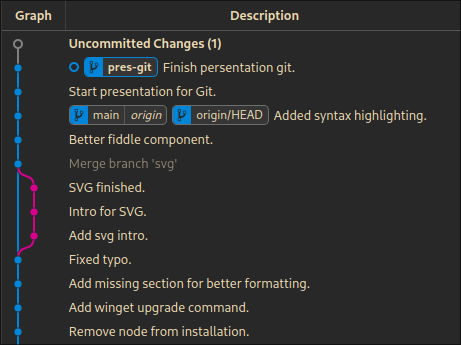 Graph Description
Uncommitted Changes (1)
pres-git Finish persentation git.
Start presentation for Git.
main origin origin/HEAD Added syntax highlighting.
Better fiddle component.
Merge branch 'svg'
SVG finished.
Intro for SVG.
Add svg intro.
Fixed typo.
Add missing section for better formatting.
Add winget upgrade command.
Remove node from installation.